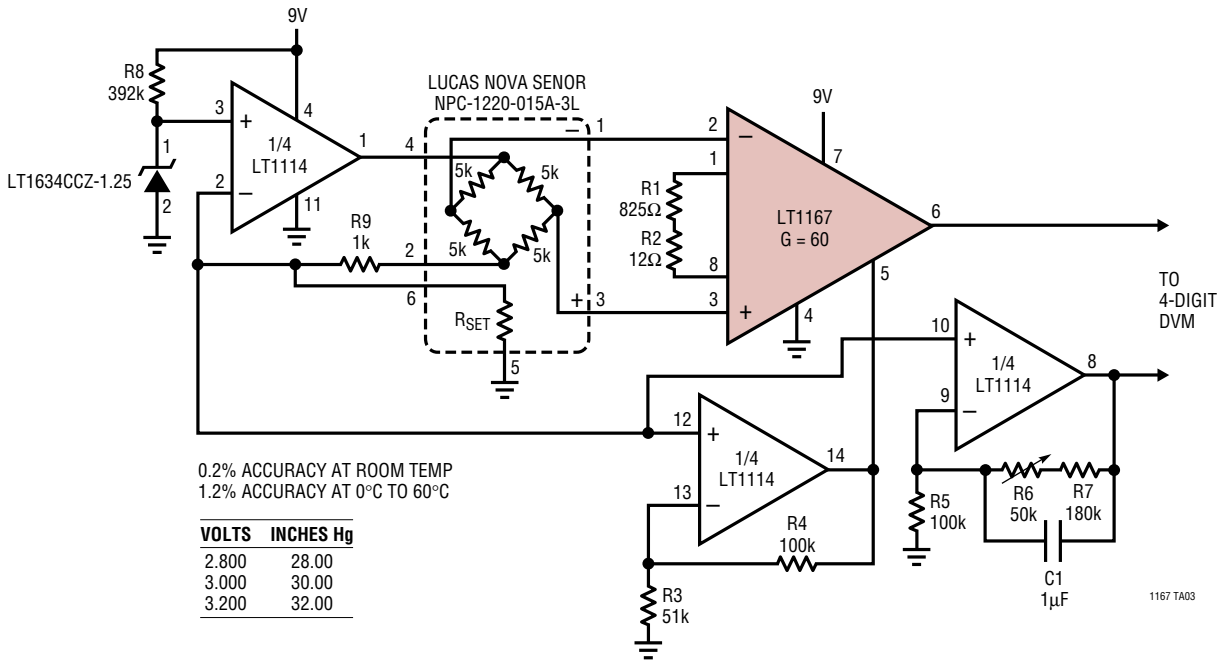 9V
R8
392k
3
+
4
1/4
LT1114
1
2
–
11
1
LT1634CCZ-1.25
2
R9
1k
LUCAS NOVA SENOR
NPC-1220-015A-3L
4
5k
5k
5k
5k
2
6
RSET
5
–
1
+
3
9V
2
–
1
R1
825Ω
R2
12Ω
8
3
+
7
LT1167
G = 60
4
5
6
TO
4-DIGIT
DVM
10
+
1/4
LT1114
8
9
–
R5
100k
R6
50k
R7
180k
C1
1µF
12
+
1/4
LT1114
14
13
–
R4
100k
R3
51k
0.2% ACCURACY AT ROOM TEMP
1.2% ACCURACY AT 0°C TO 60°C
VOLTS INCHES Hg
2.800 28.00
3.000 30.00
3.200 32.00
1167 TA03